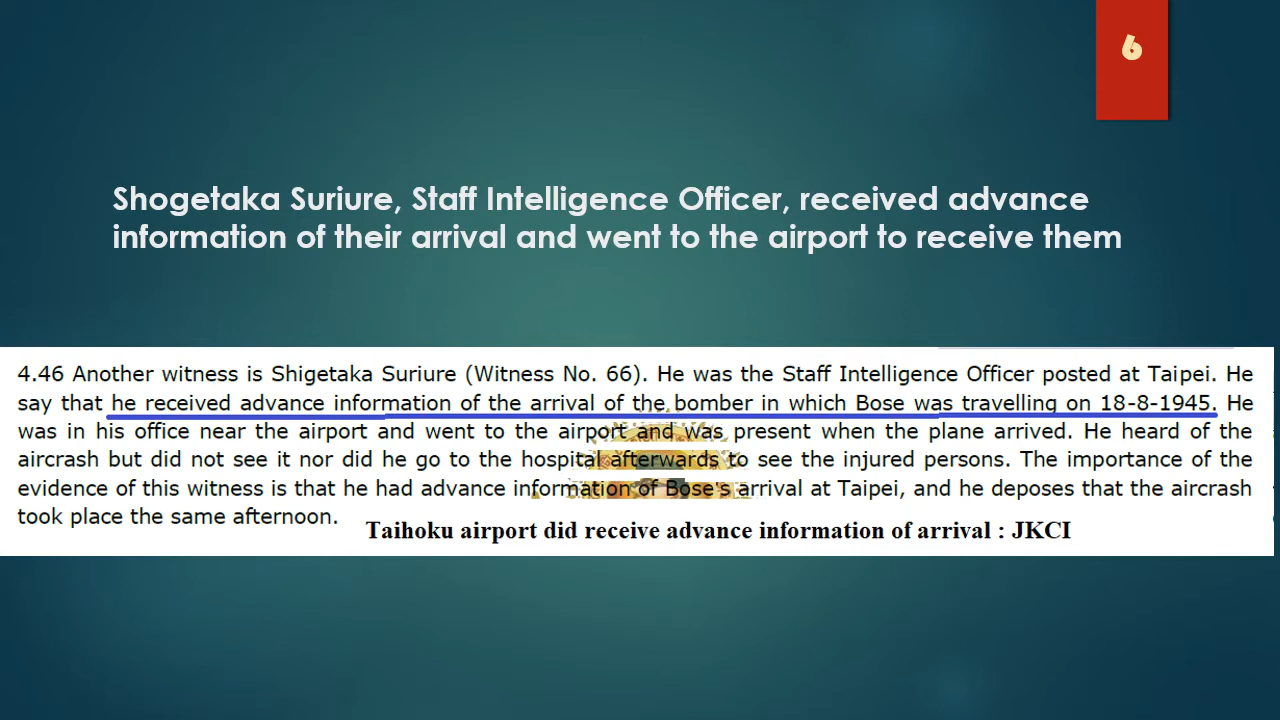 6
Shogetaka Suriure, Staff Intelligence Officer, received advance
information of their arrival and went to the airport to receive them
4.46 Another witness is Shigetaka Suriure (Witness No. 66). He was the Staff Intelligence Officer posted at Taipei. He
say that he received advance information of the arrival of the bomber in which Bose was travelling on 18-8-1945. He
was in his office near the airport and went to the airport and was present when the plane arrived. He heard of the
aircrash but did not see it nor did he go to the hospital afterwards to see the injured persons. The importance of the
evidence of this witness is that he had advance information of Bose's arrival at Taipei, and he deposes that the aircrash
took place the same afternoon.
Taihoku airport did receive advance information of arrival : JKCI